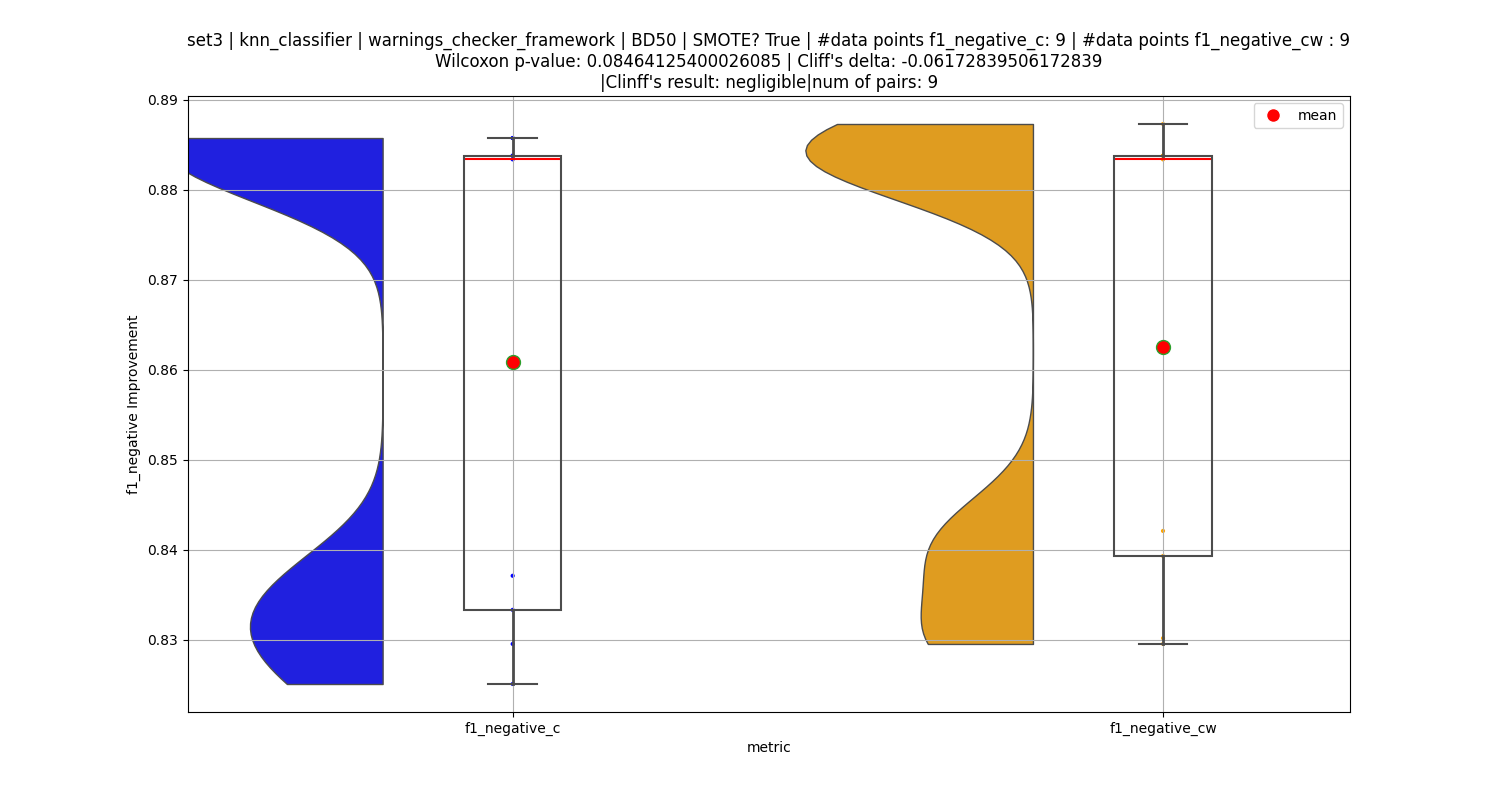 set3 | knn_classifier | warnings_checker_framework | BD50 | SMOTE? True | #data points f1_negative_c: 9 | #data points f1_negative_cw : 9
Wilcoxon p-value: 0.08464125400026085 | Cliff's delta: -0.06172839506172839
|Clinff's result: negligible|num of pairs: 9
0.89
mean
0.88
0.87
0.86
f1_negative Improvement
0.85
0.84
0.83
f1_negative_c
f1_negative_cw
metric